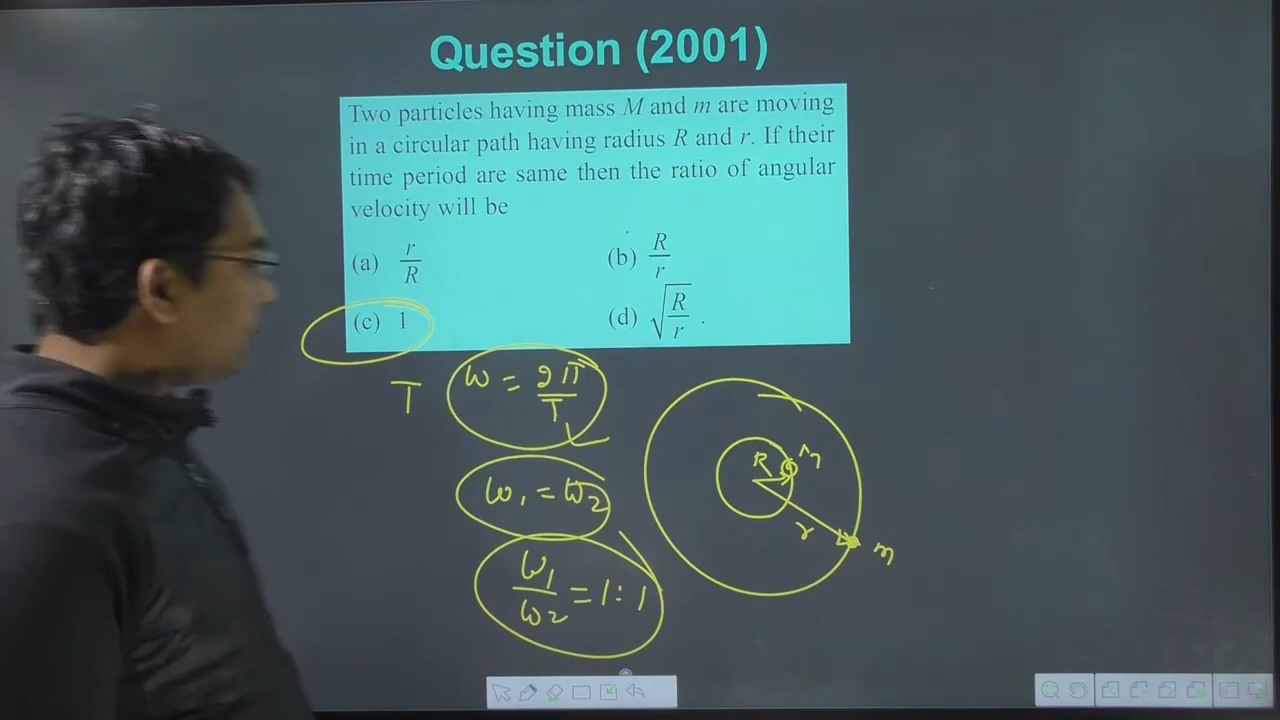 Question (2001)
Two particles having mass M and m are moving
in a circular path having radius R and r. If their
time period are same then the ratio of angular
velocity will be
(a) r/R (b) R/r
(c) 1 (d) √(R/r) .
T ω = 2π/T
ω₁ = ω₂
ω₁/ω₂ = 1 : 1
R
r
m